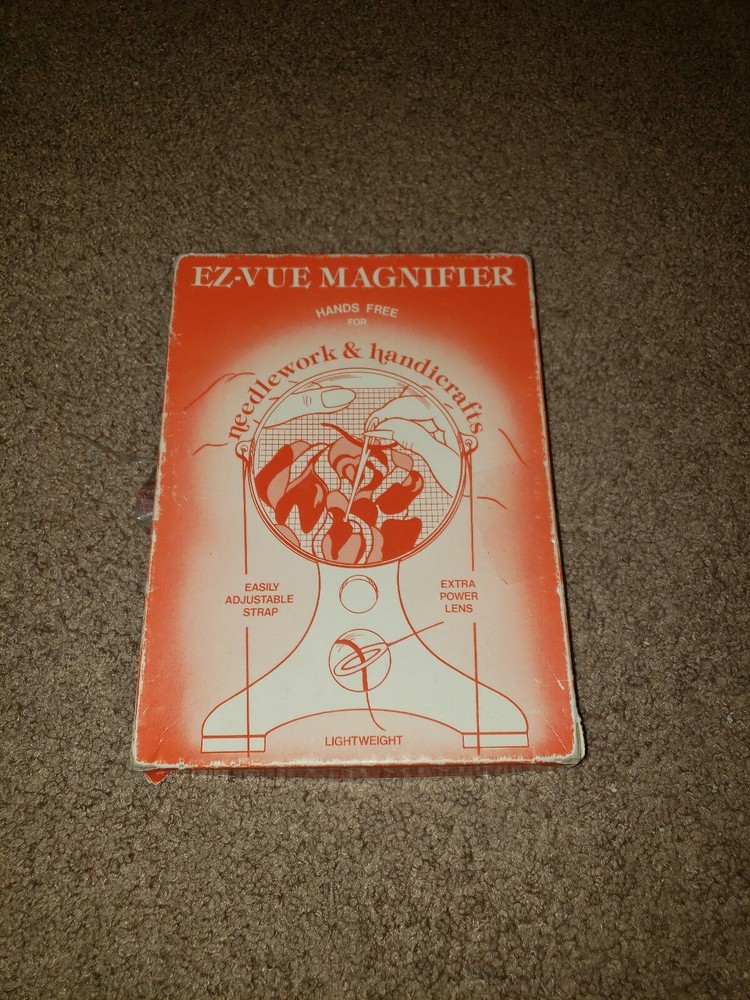 EZ-VUE MAGNIFIER
HANDS FREE
FOR
needlework & handicrafts
EASILY
ADJUSTABLE
STRAP
EXTRA
POWER
LENS
LIGHTWEIGHT